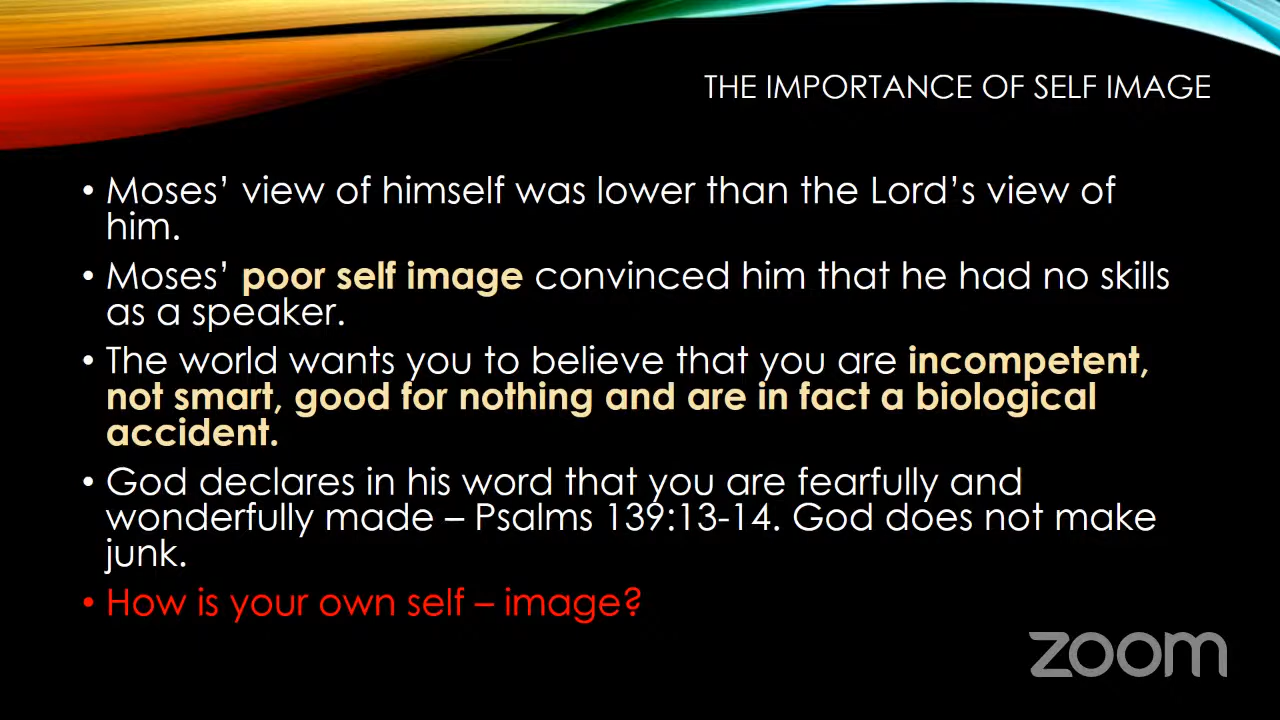 THE IMPORTANCE OF SELF IMAGE
• Moses’ view of himself was lower than the Lord’s view of
him.
• Moses’ poor self image convinced him that he had no skills
as a speaker.
• The world wants you to believe that you are incompetent,
not smart, good for nothing and are in fact a biological
accident.
• God declares in his word that you are fearfully and
wonderfully made – Psalms 139:13-14. God does not make
junk.
• How is your own self – image?
zoom